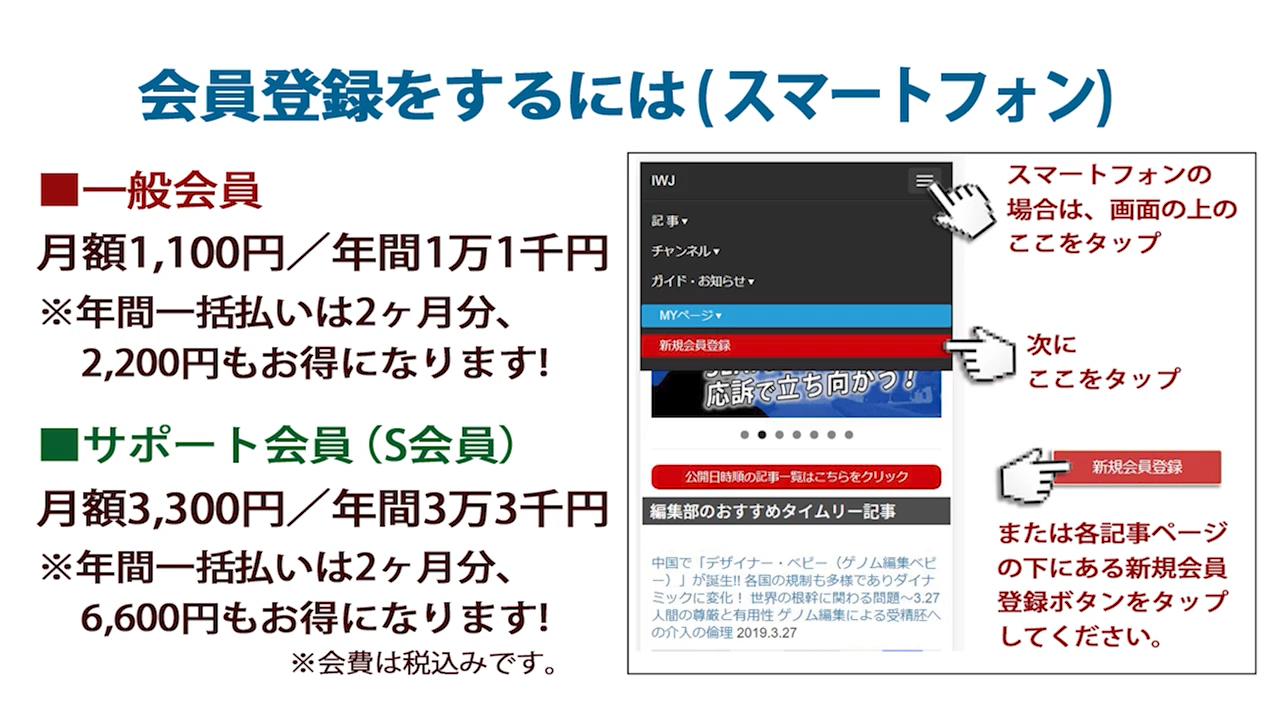 会員登録をするには(スマートフォン)
■一般会員
月額1,100円／年間1万1千円
※年間一括払いは2ヶ月分、
2,200円もお得になります!
■サポート会員（S会員）
月額3,300円／年間3万3千円
※年間一括払いは2ヶ月分、
6,600円もお得になります!
※会費は税込みです。
IWJ
記事▾
チャンネル▾
ガイド・お知らせ▾
MYページ▾
新規会員登録
応訴で立ち向かう！
公開日時順の記事一覧はこちらをクリック
編集部のおすすめタイムリー記事
中国で「デザイナー・ベビー（ゲノム編集ベビ
ー）」が誕生!! 各国の規制も多様でありダイナ
ミックに変化！ 世界の根幹に関わる問題〜3.27
人間の尊厳と有用性 ゲノム編集による受精胚へ
の介入の倫理 2019.3.27
スマートフォンの
場合は、画面の上の
ここをタップ
次に
ここをタップ
新規会員登録
または各記事ページ
の下にある新規会員
登録ボタンをタップ
してください。